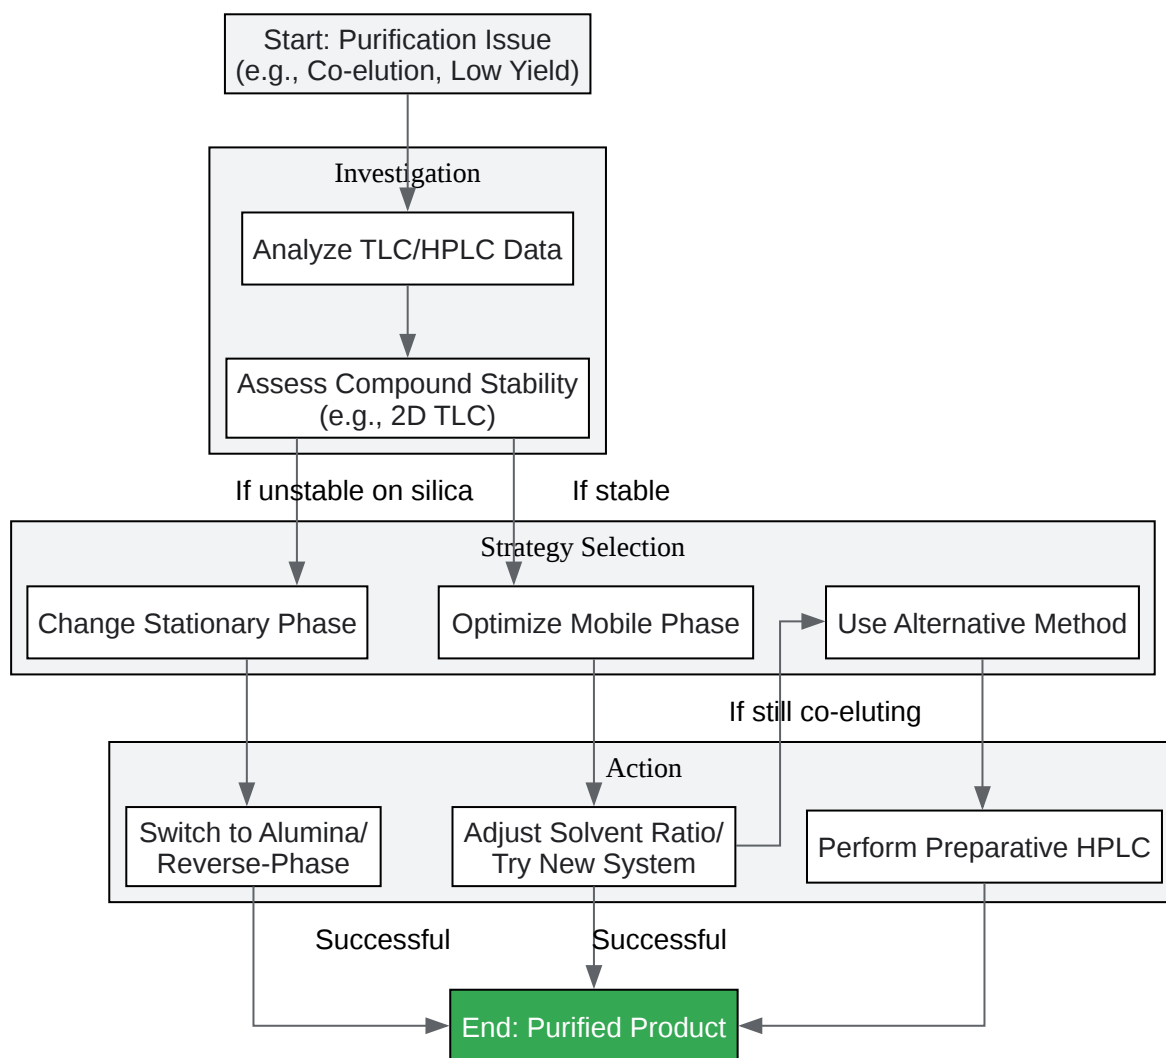 Start: Purification Issue
(e.g., Co-elution, Low Yield)
Investigation
Analyze TLC/HPLC Data
Assess Compound Stability
(e.g., 2D TLC)
If unstable on silica
If stable
Strategy Selection
Change Stationary Phase
Optimize Mobile Phase
Use Alternative Method
If still co-eluting
Action
Switch to Alumina/
Reverse-Phase
Adjust Solvent Ratio/
Try New System
Perform Preparative HPLC
Successful
Successful
End: Purified Product